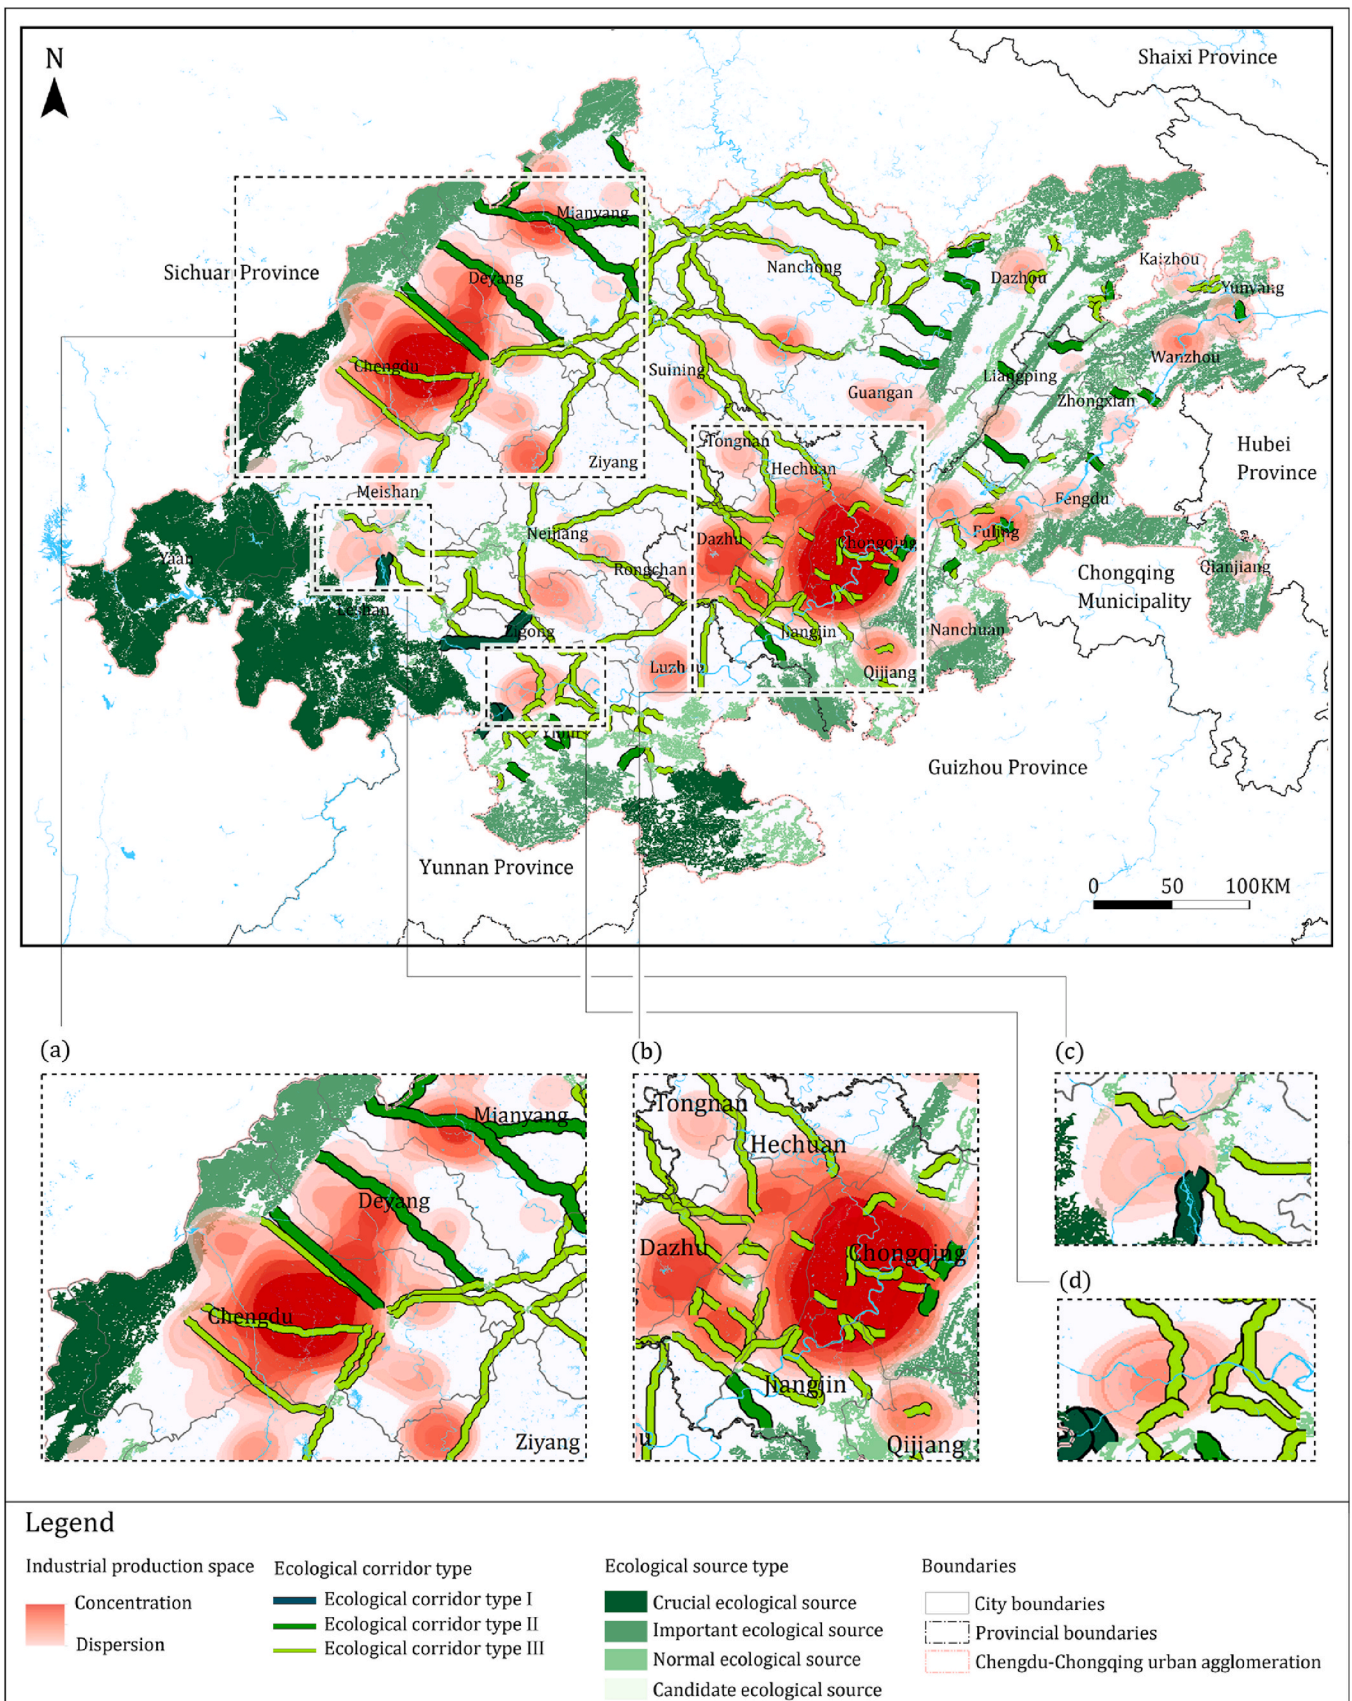 N
Shaixi Province
Mianyang
Sichuan Province
Deyang
Nanchong
Dazhou
Kaizhou
Yunyang
Chengdu
Suining
Guangan
Liangping
Wanzhou
Zhongxian
Hubei
Province
Tongnan
Hechuan
Ziyang
Meishan
Fengdu
Neijiang
Dazhu
Chongqing
Fuling
Yaan
Rongchan
Chongqing
Municipality
Qianjiang
Leshan
Zigong
Jiangjin
Nanchuan
Luzh
u
Qijiang
Guizhou Province
Yunnan Province
0 50 100KM
(a)
(b)
(c)
Mianyang
Deyang
Chengdu
Ziyang
Tongnan
Hechuan
Dazhu
Chongqing
Jiangjin
u
Qijiang
(d)
Legend
Industrial production space
Concentration
Dispersion
Ecological corridor type
Ecological corridor type I
Ecological corridor type II
Ecological corridor type III
Ecological source type
Crucial ecological source
Important ecological source
Normal ecological source
Candidate ecological source
Boundaries
City boundaries
Provincial boundaries
Chengdu-Chongqing urban agglomeration